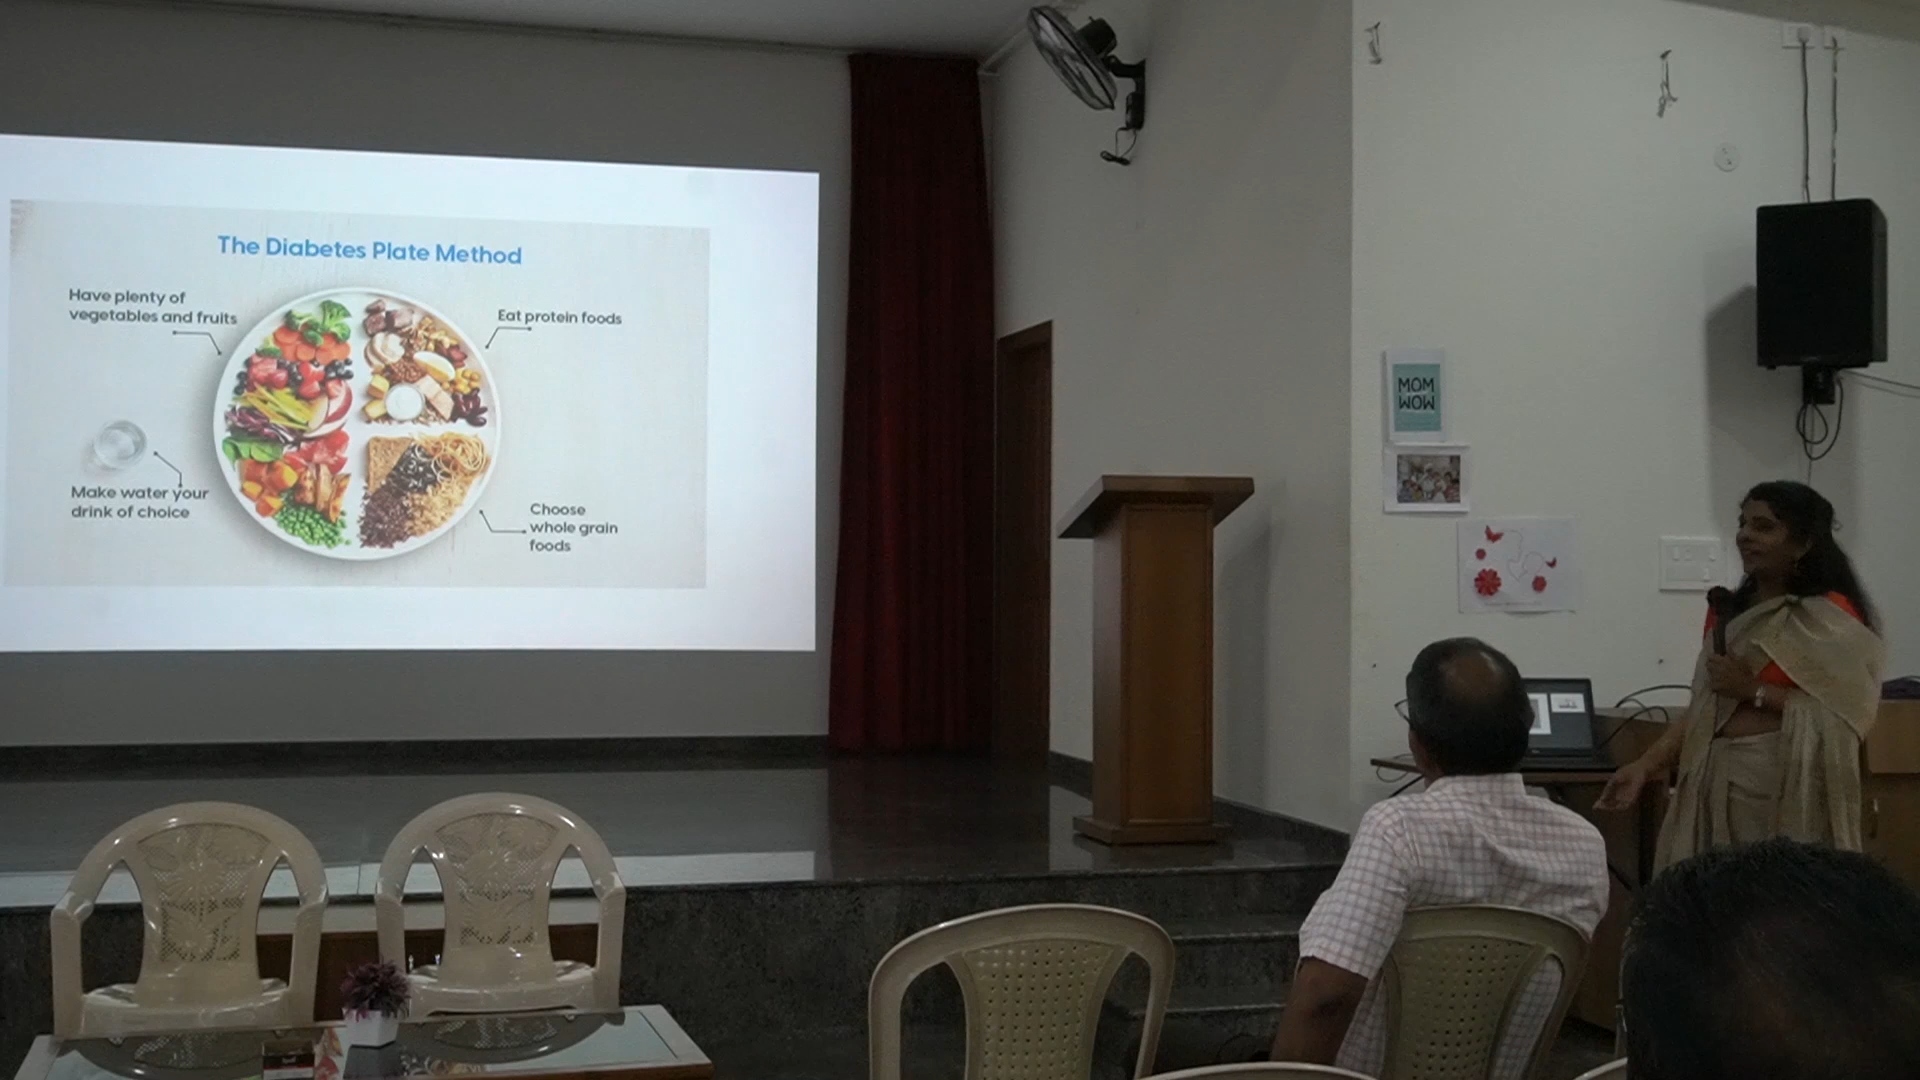 The Diabetes Plate Method
Have plenty of
vegetables and fruits
Eat protein foods
Make water your
drink of choice
Choose
whole grain
foods
MOM
WOW